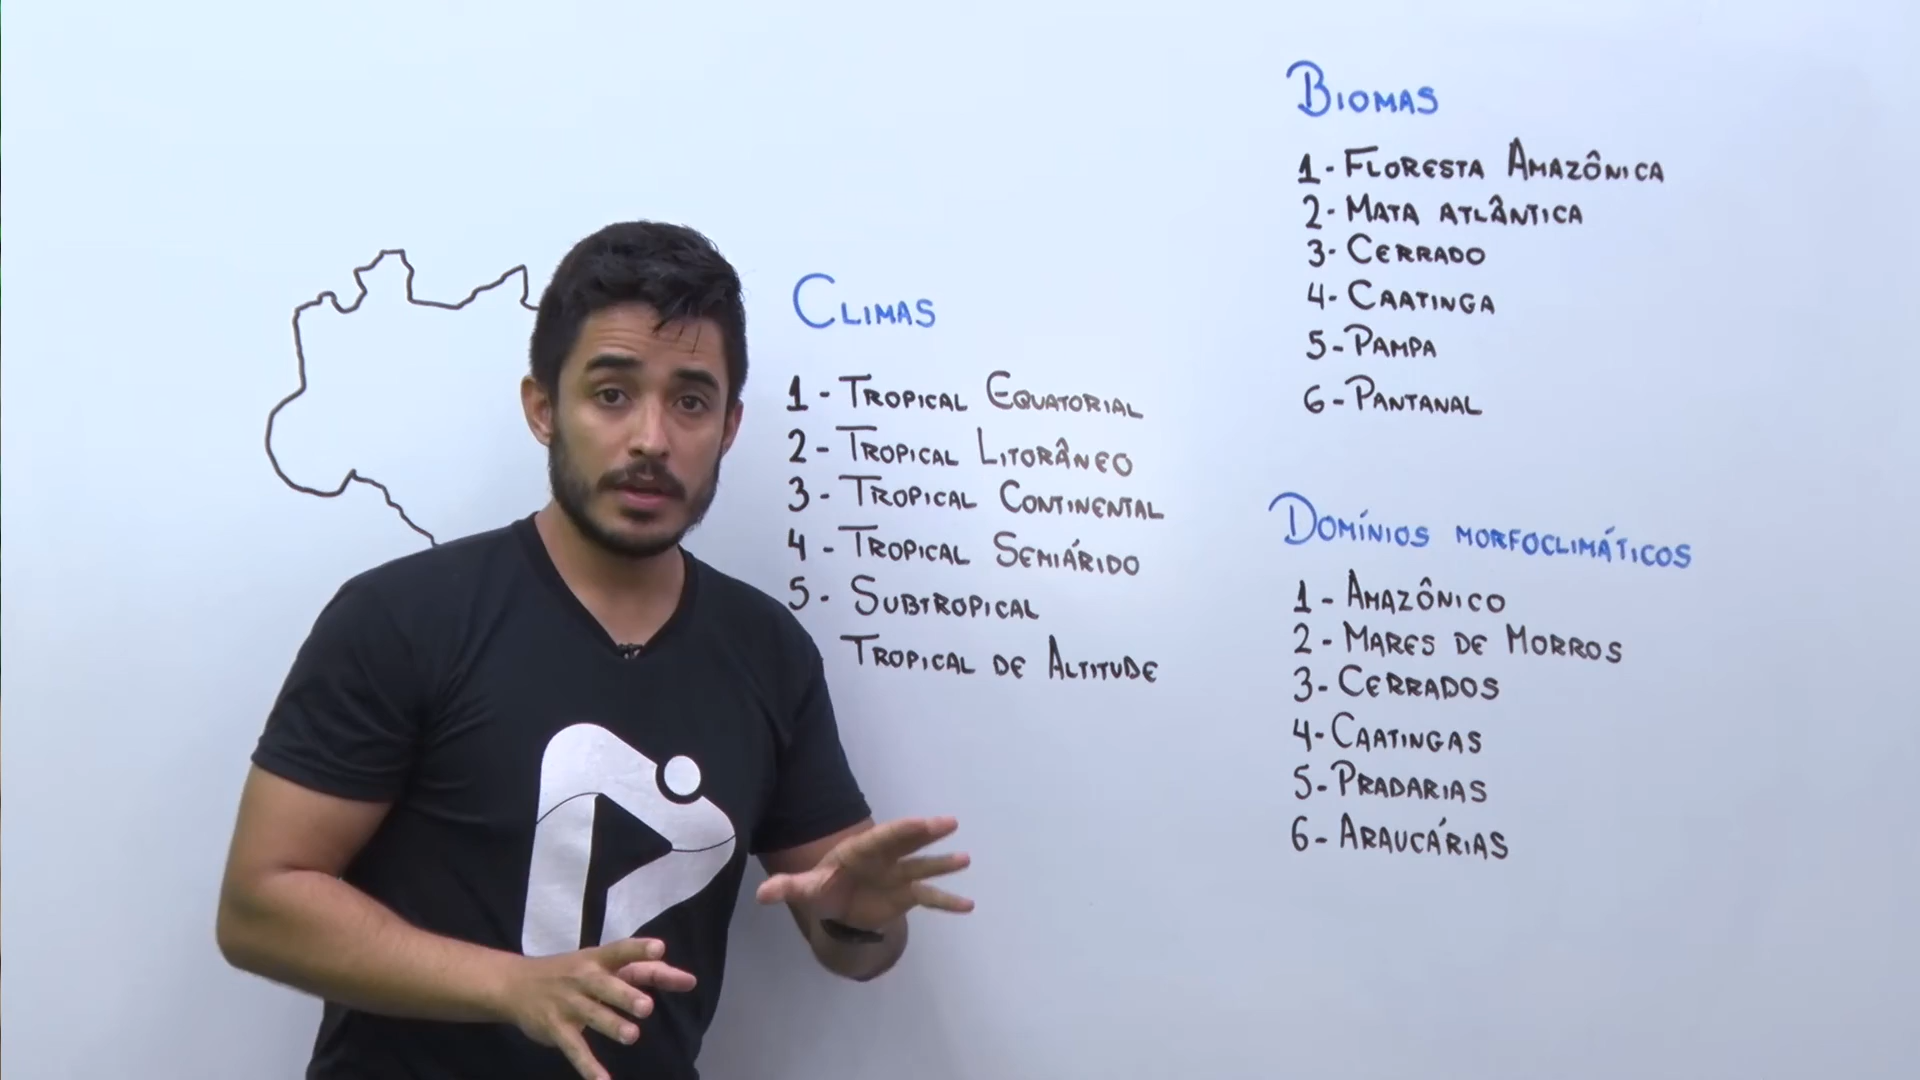 CLIMAS
1 - TROPICAL EQUATORIAL
2 - TROPICAL LITORÂNEO
3 - TROPICAL CONTINENTAL
4 - TROPICAL SEMIÁRIDO
5 - SUBTROPICAL
TROPICAL DE ALTITUDE
BIOMAS
1 - FLORESTA AMAZÔNICA
2 - MATA ATLÂNTICA
3 - CERRADO
4 - CAATINGA
5 - PAMPA
6 - PANTANAL
DOMÍNIOS MORFOCLIMÁTICOS
1 - AMAZÔNICO
2 - MARES DE MORROS
3 - CERRADOS
4 - CAATINGAS
5 - PRADARIAS
6 - ARAUCÁRIAS